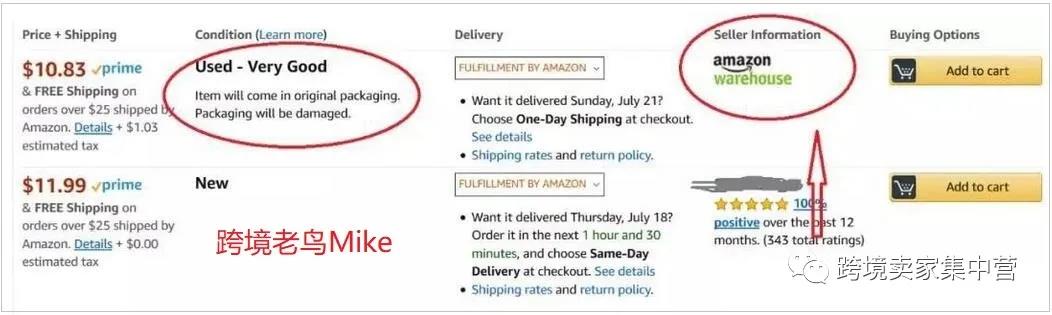 Price + Shipping
Condition (Learn more)
Delivery
Seller Information
Buying Options
$10.83 prime
& FREE Shipping on
orders over $25 shipped by
Amazon. Details + $1.03
estimated tax
Used - Very Good
Item will come in original packaging.
Packaging will be damaged.
FULFILLMENT BY AMAZON
• Want it delivered Sunday, July 21?
Choose One-Day Shipping at checkout.
See details
• Shipping rates and return policy.
amazon
warehouse
Add to cart
$11.99 prime
& FREE Shipping on
orders over $25 shipped by
Amazon. Details + $0.00
estimated tax
New
跨境老鸟Mike
FULFILLMENT BY AMAZON
• Want it delivered Thursday, July 18?
Order it in the next 1 hour and 30
minutes, and choose Same-Day
Delivery at checkout. See details
• Shipping rates and return policy.
100%
positive over the past 12
months. (343 total ratings)
Add to cart
跨境卖家集中营